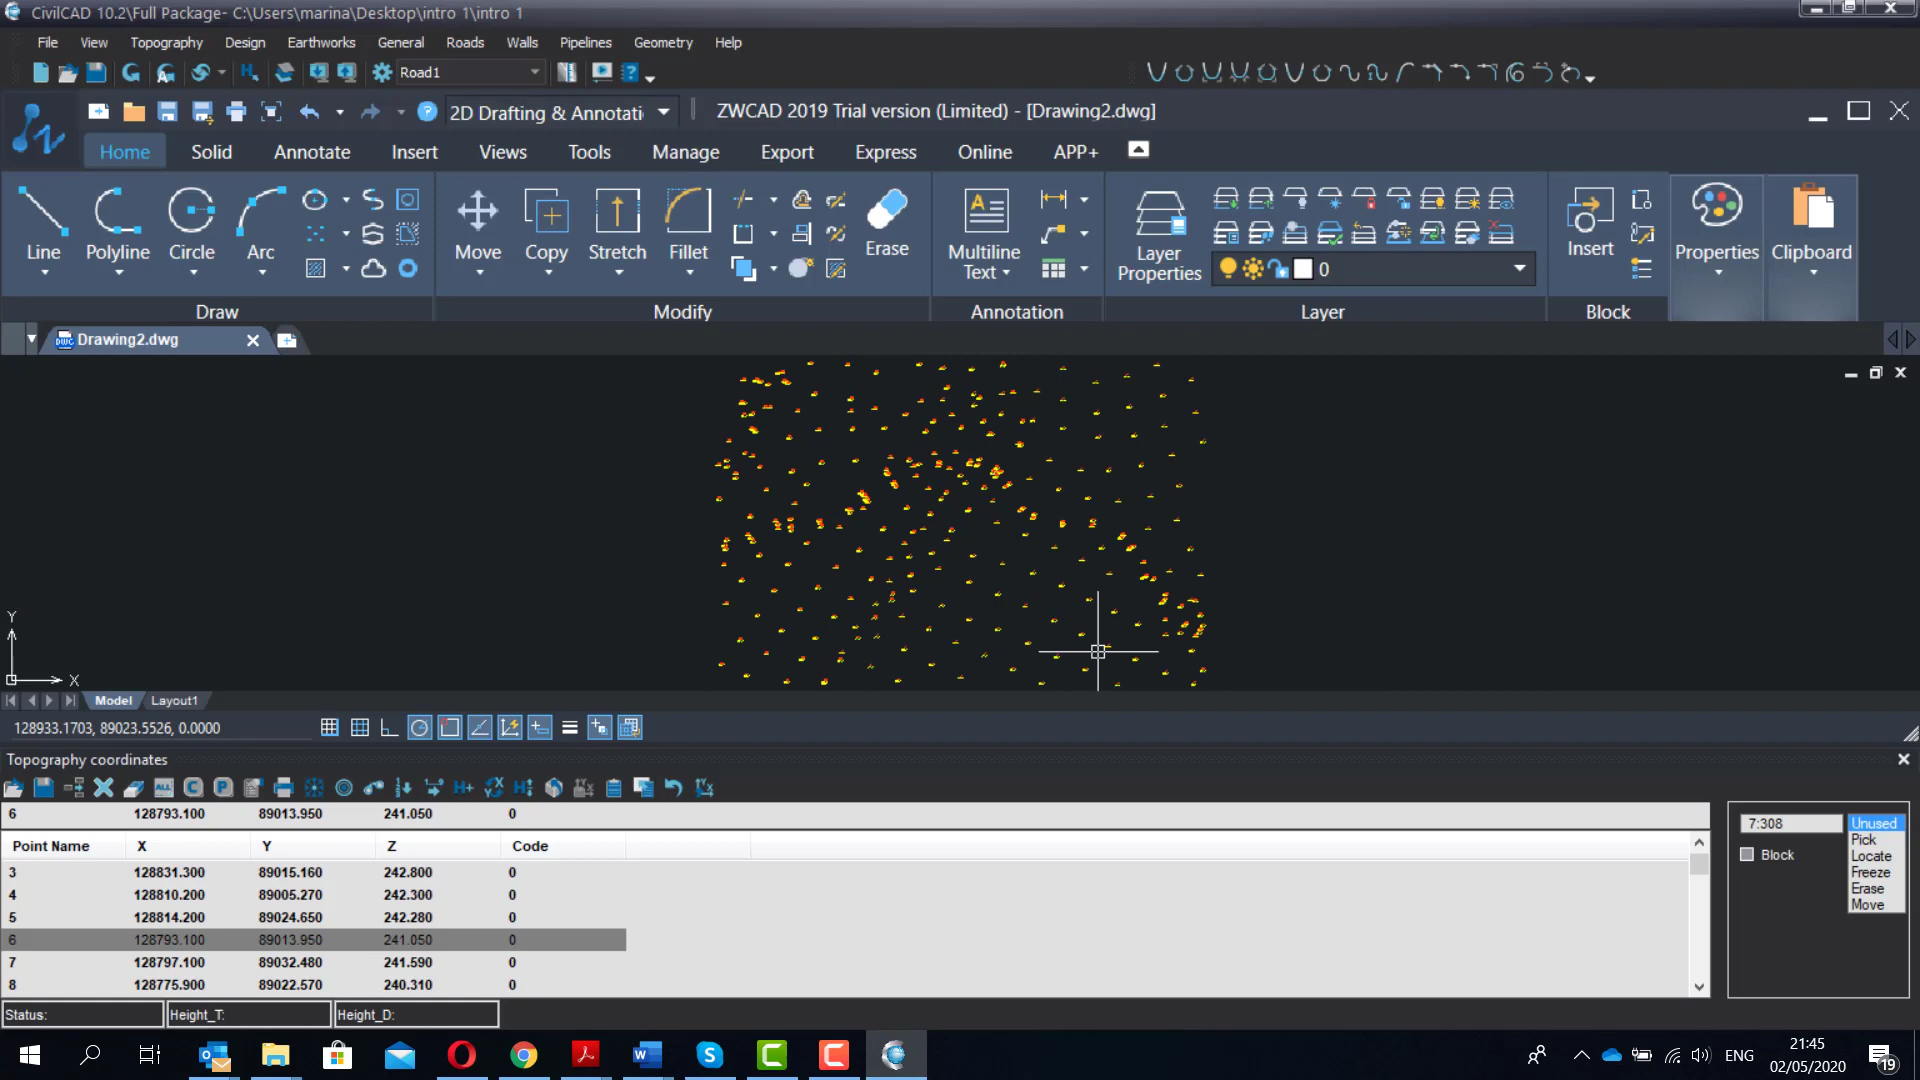 CivilCAD 10.2\Full Package- C:\Users\marina\Desktop\intro 1\intro 1
File View Topography Design Earthworks General Roads Walls Pipelines Geometry Help
Road1
2D Drafting & Annotati
ZWCAD 2019 Trial version (Limited) - [Drawing2.dwg]
Home Solid Annotate Insert Views Tools Manage Export Express Online APP+
Line Polyline Circle Arc Move Copy Stretch Fillet Erase Multiline Text Layer Properties 0 Insert Properties Clipboard
Draw Modify Annotation Layer Block
Drawing2.dwg
Y
X
Model Layout1
128933.1703, 89023.5526, 0.0000
Topography coordinates
6 128793.100 89013.950 241.050 0
Point Name X Y Z Code
3 128831.300 89015.160 242.800 0
4 128810.200 89005.270 242.300 0
5 128814.200 89024.650 242.280 0
6 128793.100 89013.950 241.050 0
7 128797.100 89032.480 241.590 0
8 128775.900 89022.570 240.310 0
7:308
Block
Unused
Pick
Locate
Freeze
Erase
Move
Status: Height_T: Height_D:
ENG
21:45
02/05/2020
19